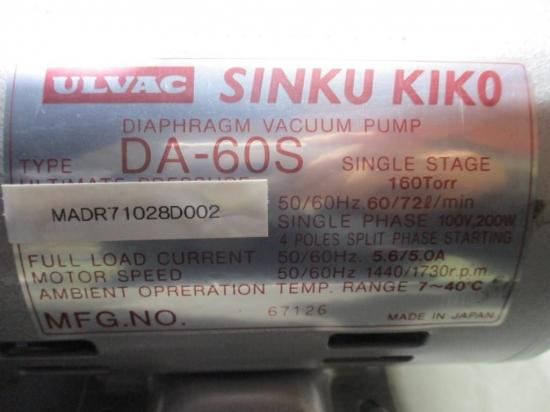 ULVAC SINKU KIKO
DIAPHRAGM VACUUM PUMP
TYPE DA-60S SINGLE STAGE
ULTIMATE PRESSURE 160Torr
MADR71028D002
50/60Hz. 60/72ℓ/min
SINGLE PHASE 100V, 200W
4 POLES SPLIT PHASE STARTING
FULL LOAD CURRENT 50/60Hz. 5.6/5.0A
MOTOR SPEED 50/60Hz 1440/1730r.p.m.
AMBIENT OPRERATION TEMP. RANGE 7~40°C
MFG.NO. 67126 MADE IN JAPAN